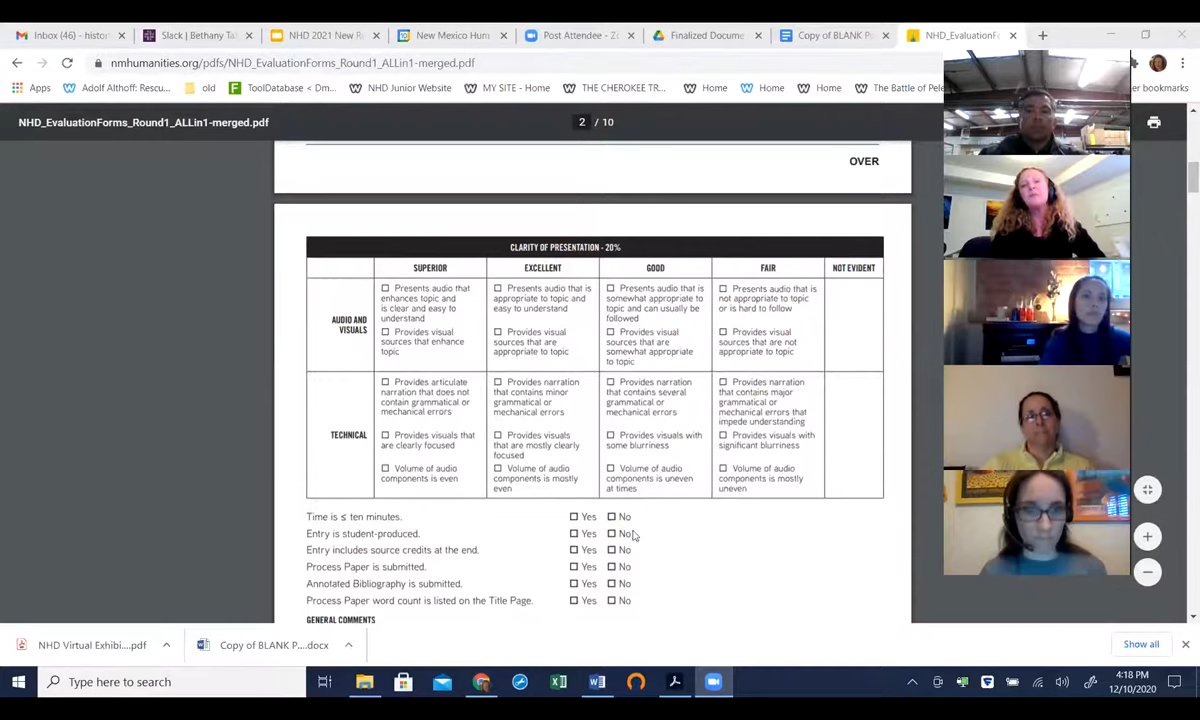 Inbox (46) - histor
Slack | Bethany Ta
NHD 2021 New R
New Mexico Hum
Post Attendee - Zo
Finalized Docume
Copy of BLANK P
NHD_EvaluationF
nmhumanities.org/pdfs/NHD_EvaluationForms_Round1_ALLin1-merged.pdf
Apps
Adolf Althoff: Rescu...
old
ToolDatabase < Dm...
NHD Junior Website
MY SITE - Home
THE CHEROKEE TR...
Home
Home
Home
The Battle of Pele
er bookmarks
NHD_EvaluationForms_Round1_ALLin1-merged.pdf
2 / 10
OVER
CLARITY OF PRESENTATION - 20%
SUPERIOR
EXCELLENT
GOOD
FAIR
NOT EVIDENT
AUDIO AND
VISUALS
Presents audio that
enhances topic and
is clear and easy to
understand
Provides visual
sources that enhance
topic
Presents audio that is
appropriate to topic and
easy to understand
Provides visual
sources that are
appropriate to topic
Presents audio that is
somewhat appropriate to
topic and can usually be
followed
Provides visual
sources that are
somewhat appropriate
to topic
Presents audio that is
not appropriate to topic
or is hard to follow
Provides visual
sources that are not
appropriate to topic
TECHNICAL
Provides articulate
narration that does not
contain grammatical or
mechanical errors
Provides visuals that
are clearly focused
Volume of audio
components is even
Provides narration
that contains minor
grammatical or
mechanical errors
Provides visuals
that are mostly clearly
focused
Volume of audio
components is mostly
even
Provides narration
that contains several
grammatical or
mechanical errors
Provides visuals with
some blurriness
Volume of audio
components is uneven
at times
Provides narration
that contains major
grammatical or
mechanical errors that
impede understanding
Provides visuals with
significant blurriness
Volume of audio
components is mostly
uneven
Time is ≤ ten minutes. Yes No
Entry is student-produced. Yes No
Entry includes source credits at the end. Yes No
Process Paper is submitted. Yes No
Annotated Bibliography is submitted. Yes No
Process Paper word count is listed on the Title Page. Yes No
GENERAL COMMENTS
NHD Virtual Exhibi....pdf
Copy of BLANK P....docx
Show all
Type here to search
4:18 PM
12/10/2020